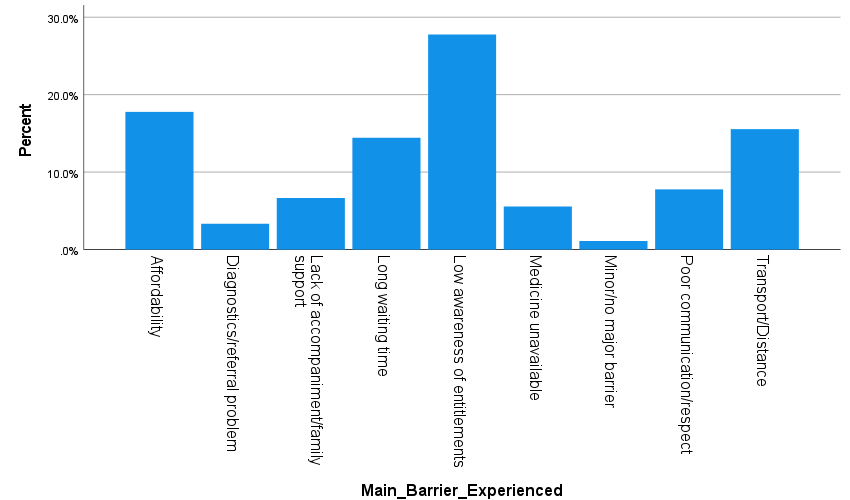 30.0%
20.0%
10.0%
.0%
Percent
Affordability
Diagnostics/referral problem
Lack of accompaniment/family
support
Long waiting time
Low awareness of entitlements
Medicine unavailable
Minor/no major barrier
Poor communication/respect
Transport/Distance
Main_Barrier_Experienced